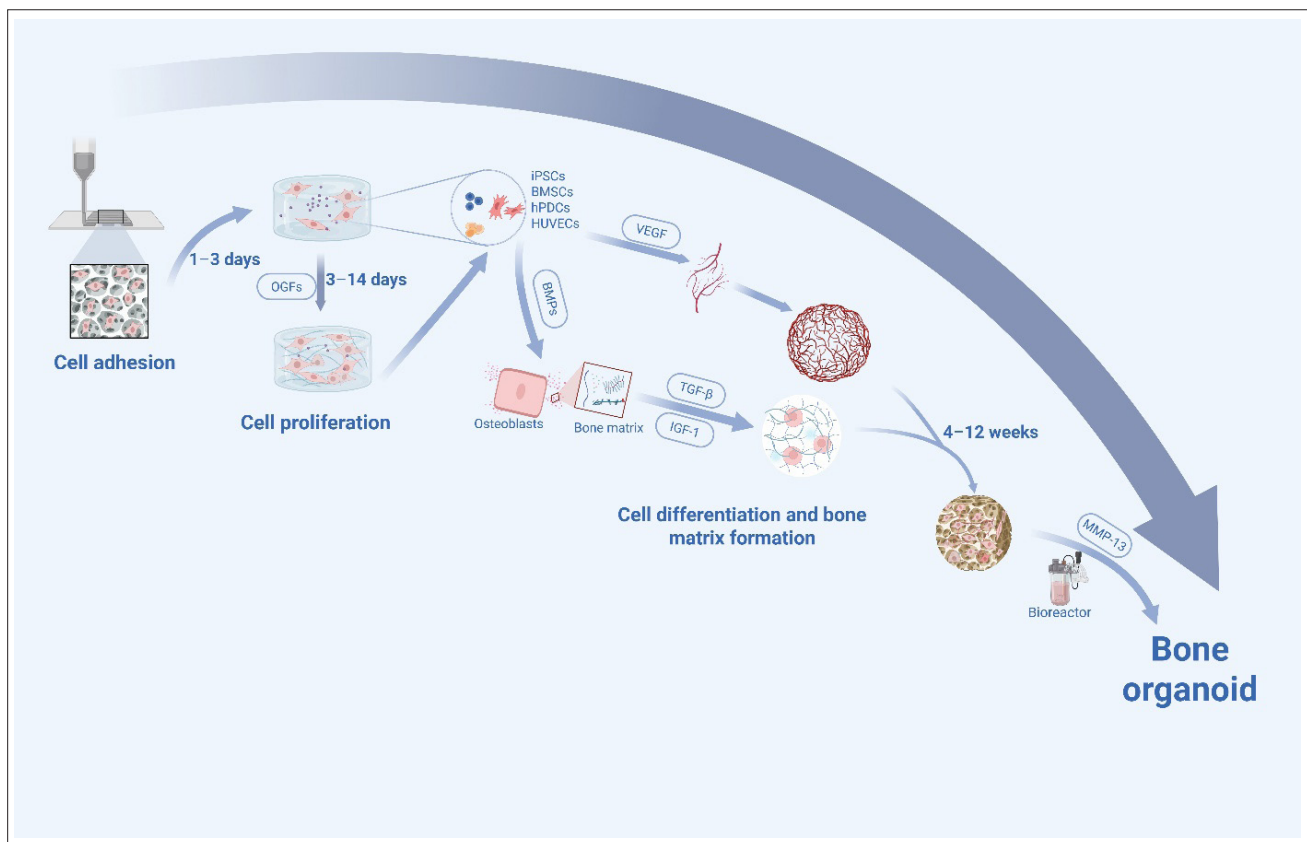 iPSCs
BMSCs
hPDCs
HUVECs
VEGF
1–3 days
OGFs
3–14 days
BMPs
Cell adhesion
Cell proliferation
Osteoblasts
Bone matrix
TGF-β
IGF-1
4–12 weeks
Cell differentiation and bone
matrix formation
MMP-13
Bioreactor
Bone
organoid